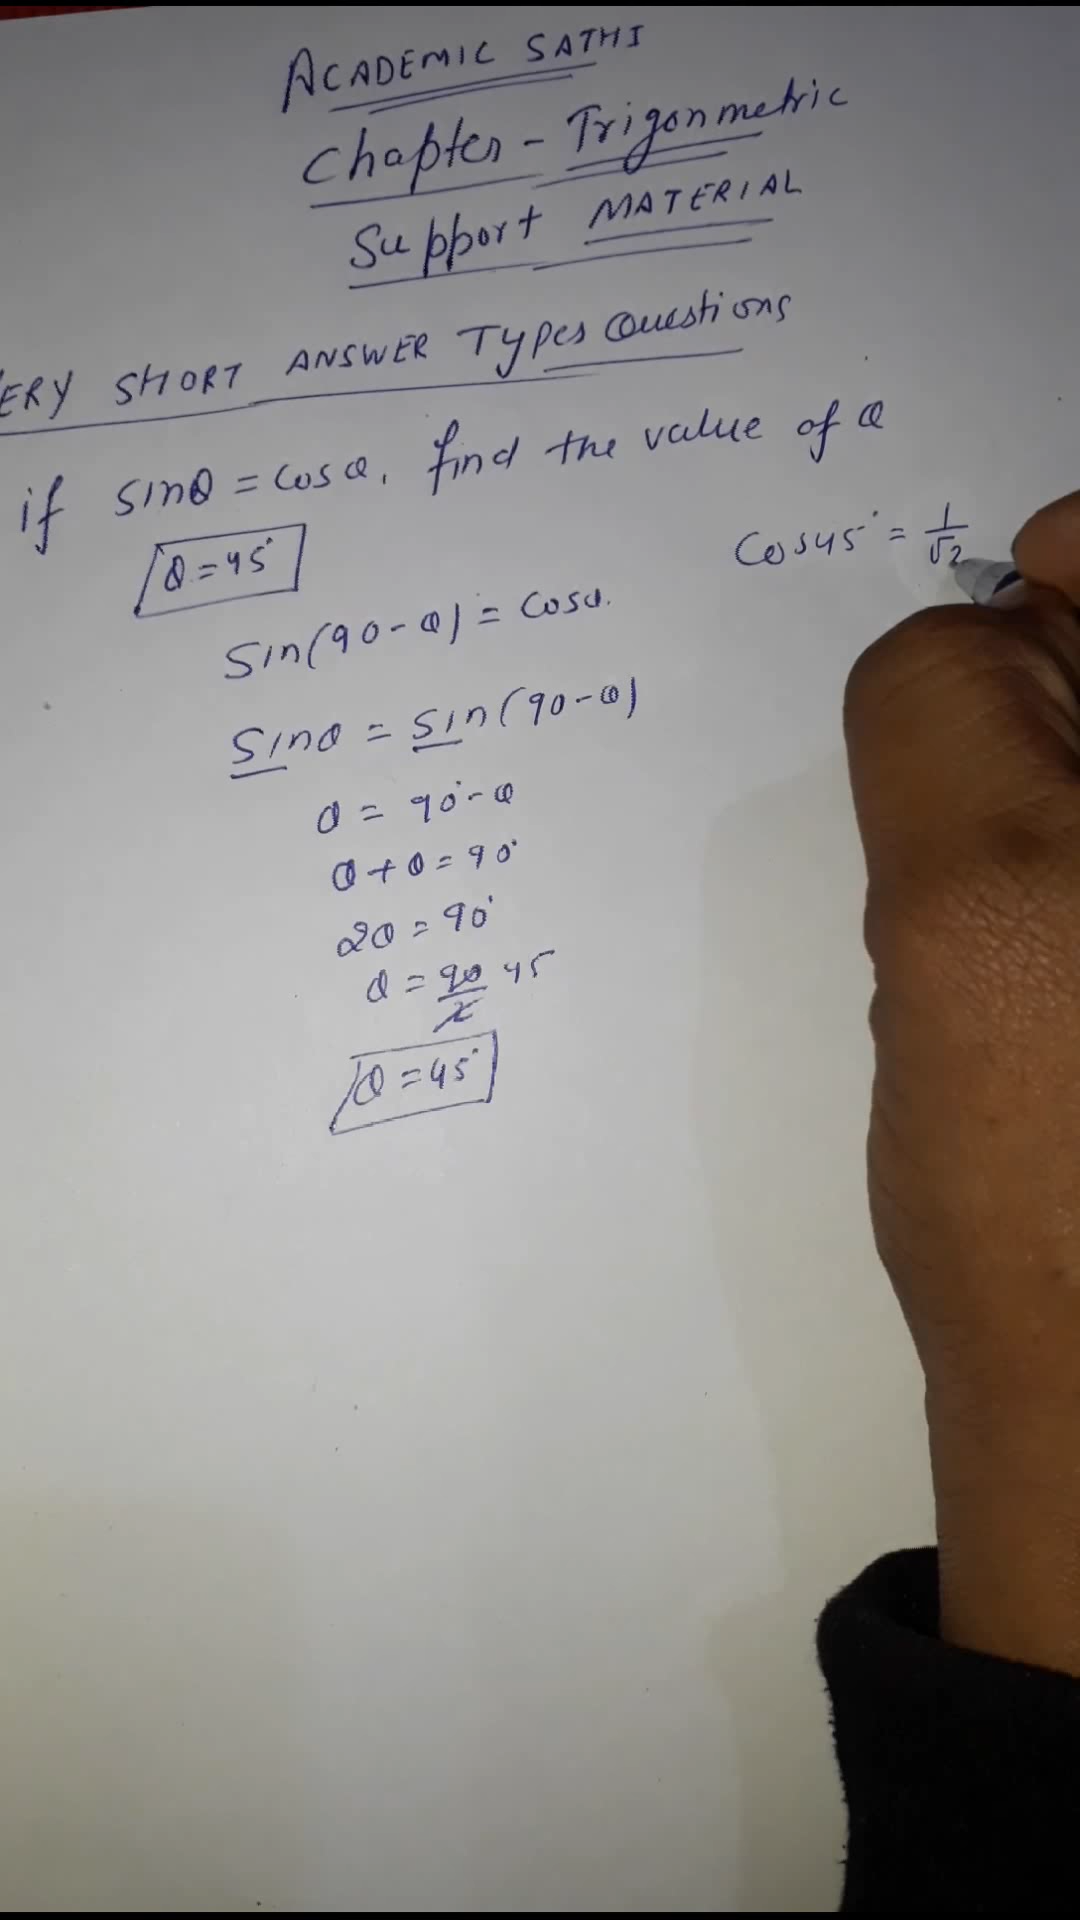 ACADEMIC SATHI
Chapter - Trigonmetric
Support MATERIAL
ERY SHORT ANSWER Types Questions
if sinθ = cosθ, find the value of θ
θ = 45°
cos45° = 1/√2
Sin(90-θ) = cosθ.
Sinθ = Sin(90-θ)
θ = 90°-θ
θ+θ = 90°
2θ = 90°
θ = 90/2 45
θ = 45°